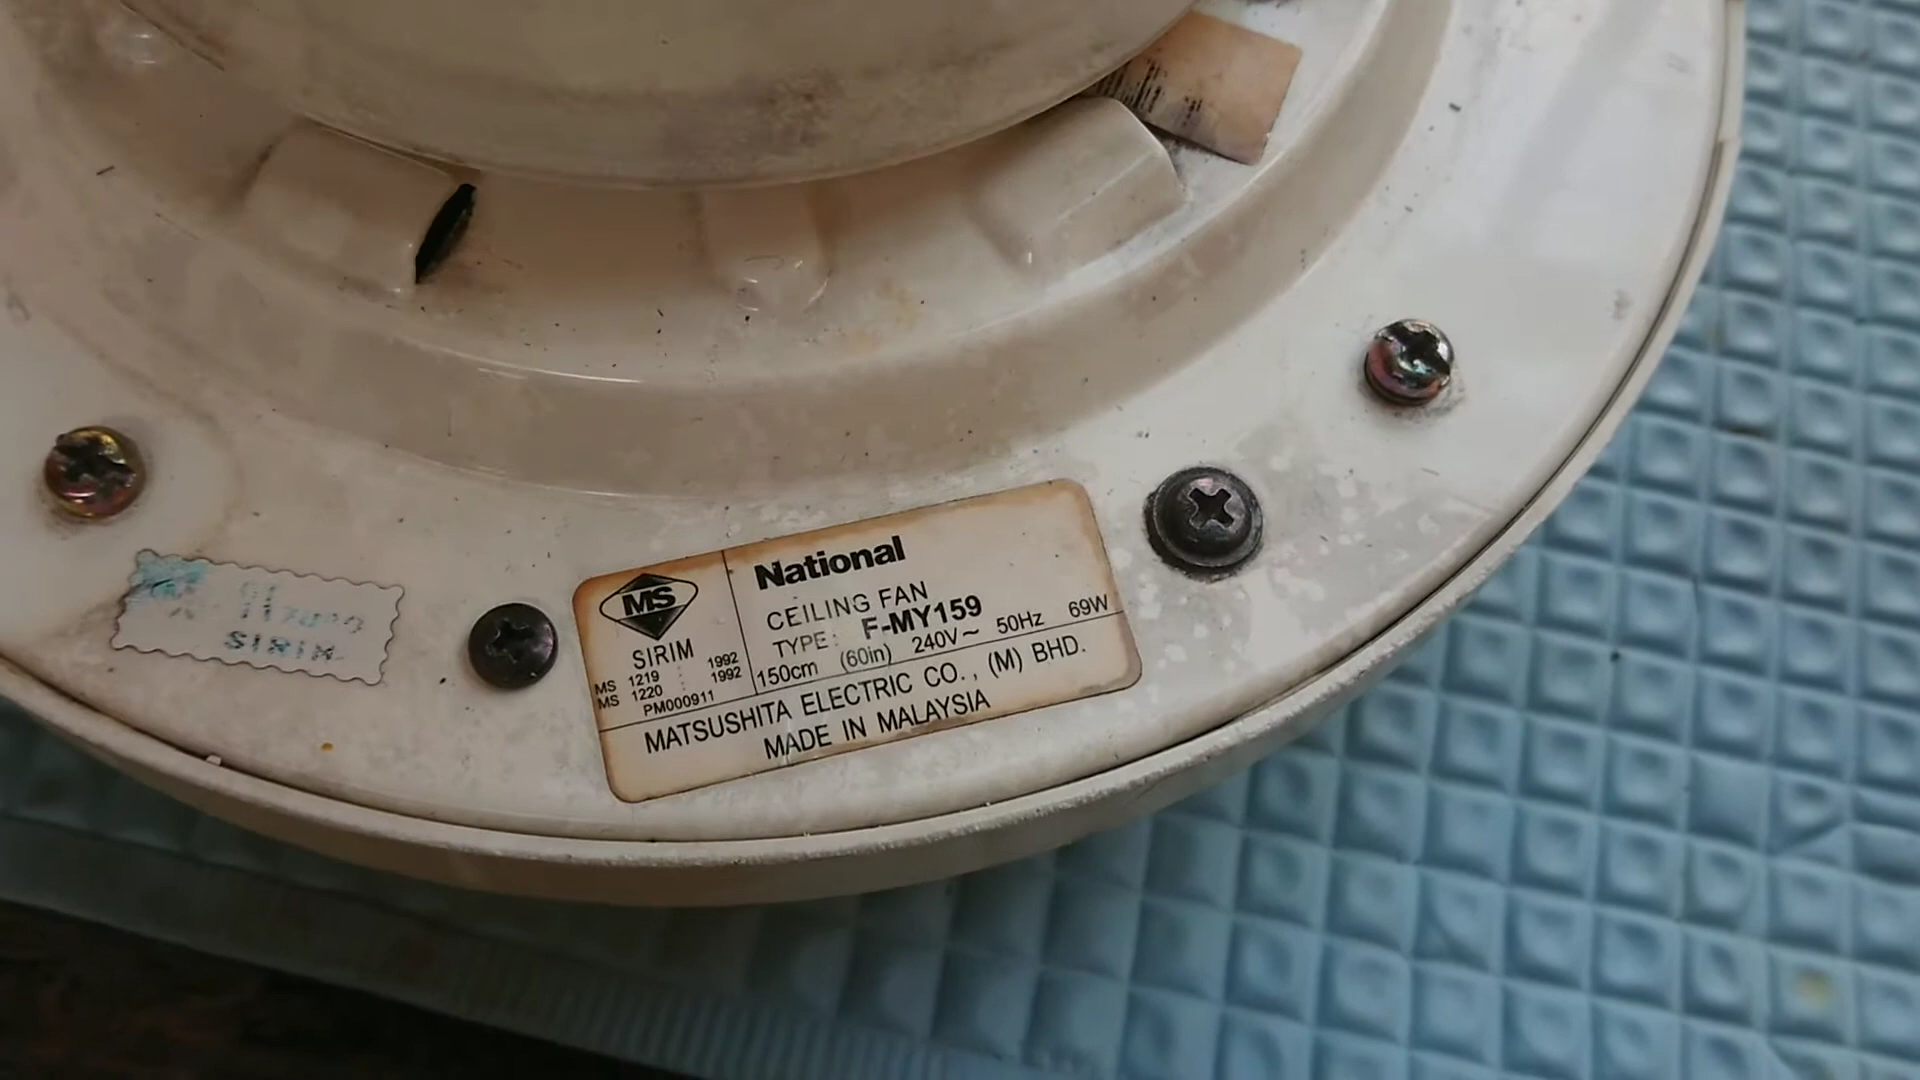 MS
SIRIM
MS 1219 : 1992
MS 1220 : 1992
PM000911
National
CEILING FAN
TYPE: F-MY159
150cm (60in) 240V~ 50Hz 69W
MATSUSHITA ELECTRIC CO., (M) BHD.
MADE IN MALAYSIA
SIRIM